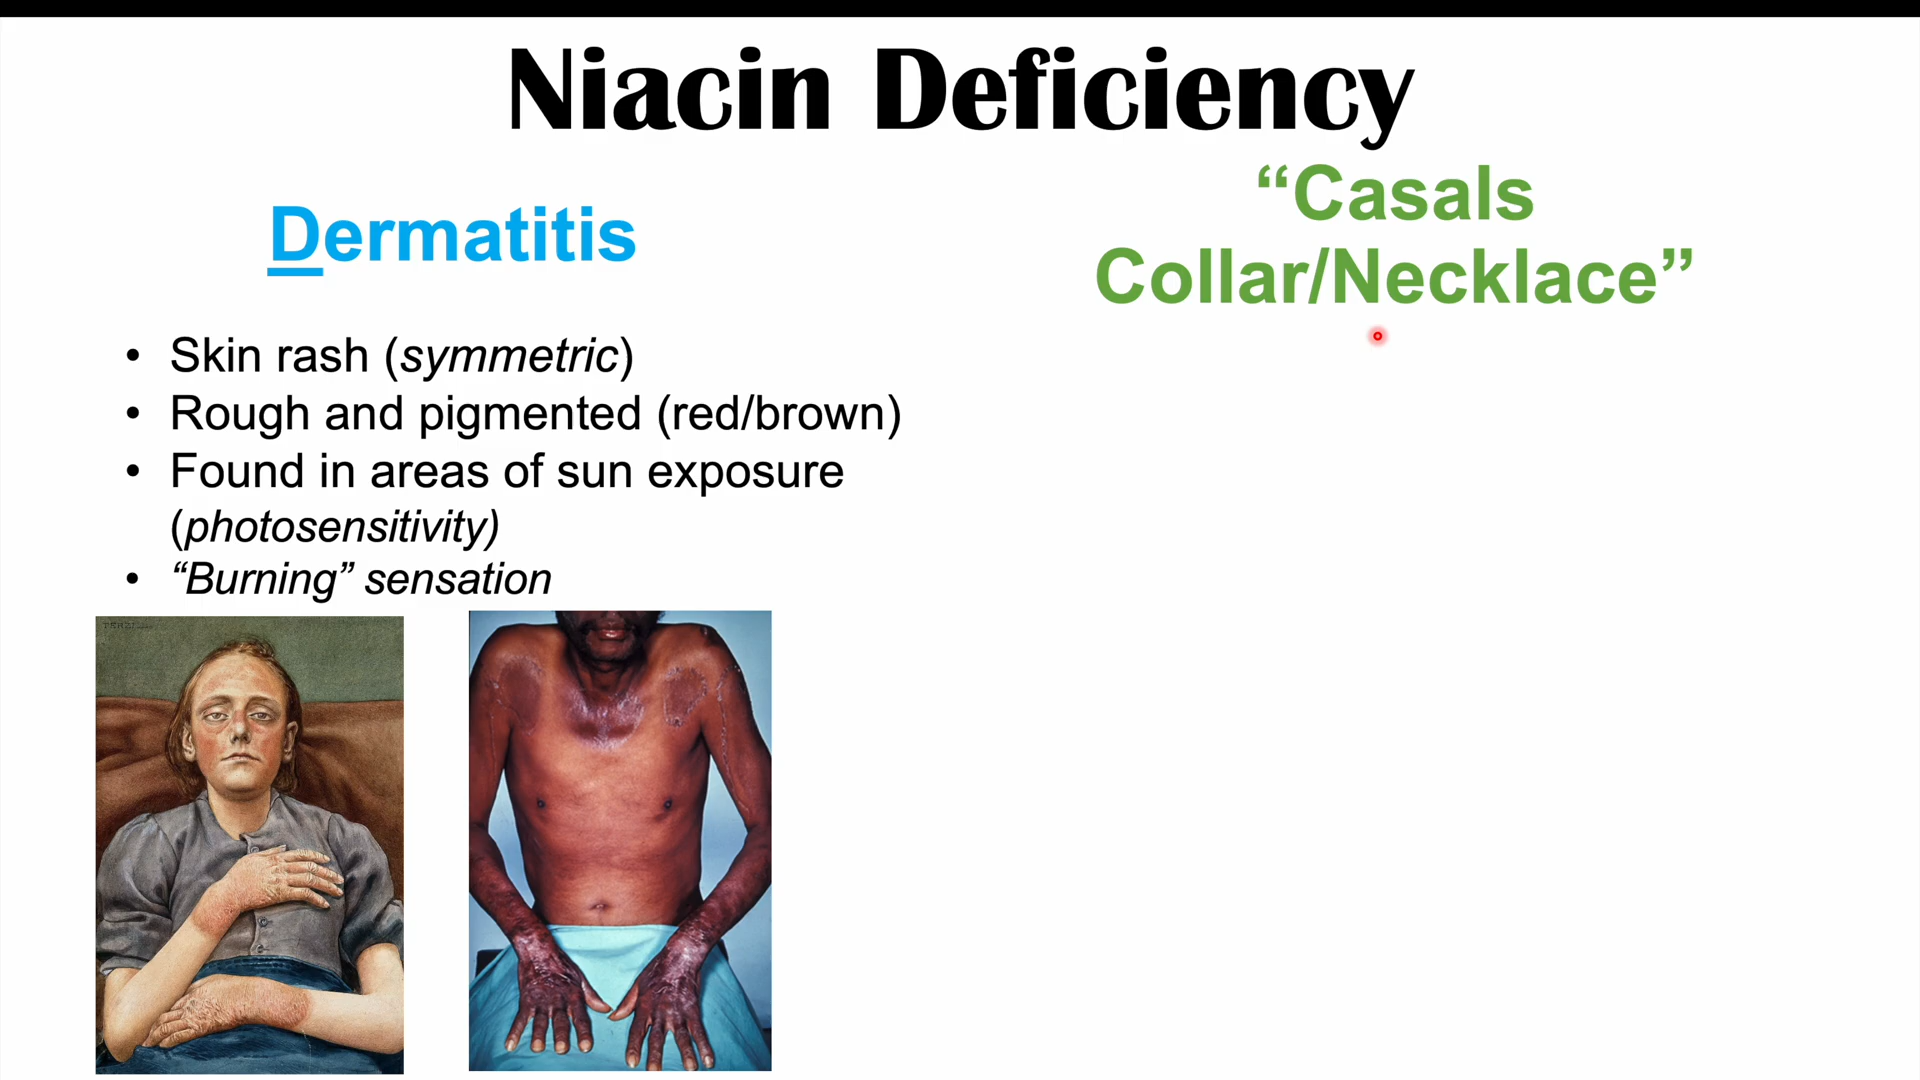 Niacin Deficiency
Dermatitis
• Skin rash (symmetric)
• Rough and pigmented (red/brown)
• Found in areas of sun exposure
(photosensitivity)
• “Burning” sensation
“Casals
Collar/Necklace”